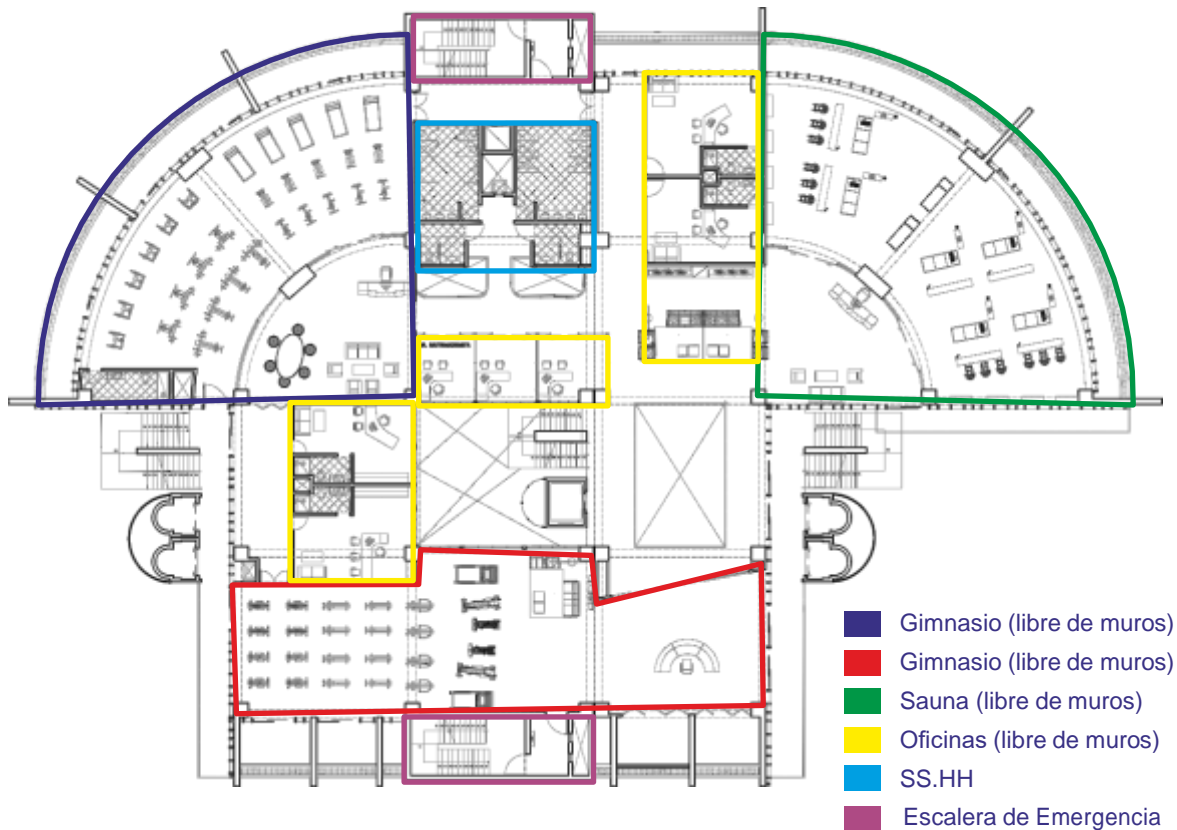 Gimnasio (libre de muros)
Gimnasio (libre de muros)
Sauna (libre de muros)
Oficinas (libre de muros)
SS.HH
Escalera de Emergencia